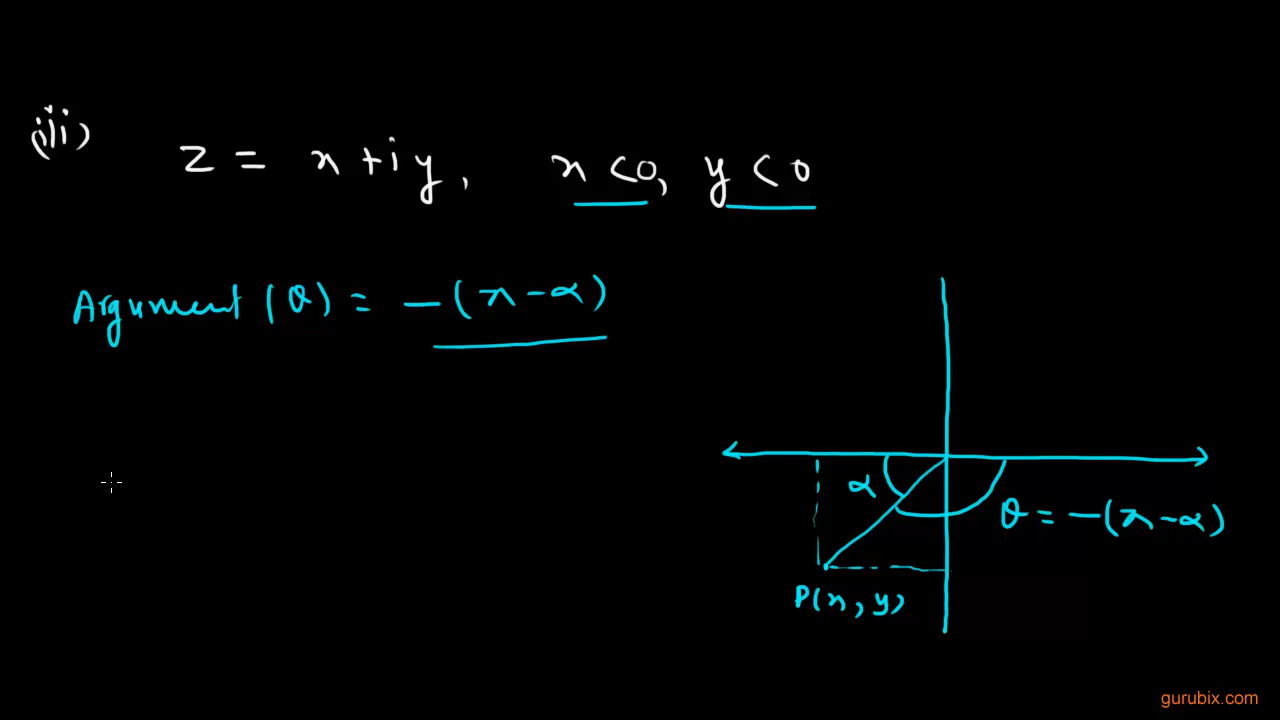 (iii)
z = x + iy, x < 0, y < 0
Argument (θ) = -(π - α)
α
θ = -(π - α)
P(x, y)
gurubix.com